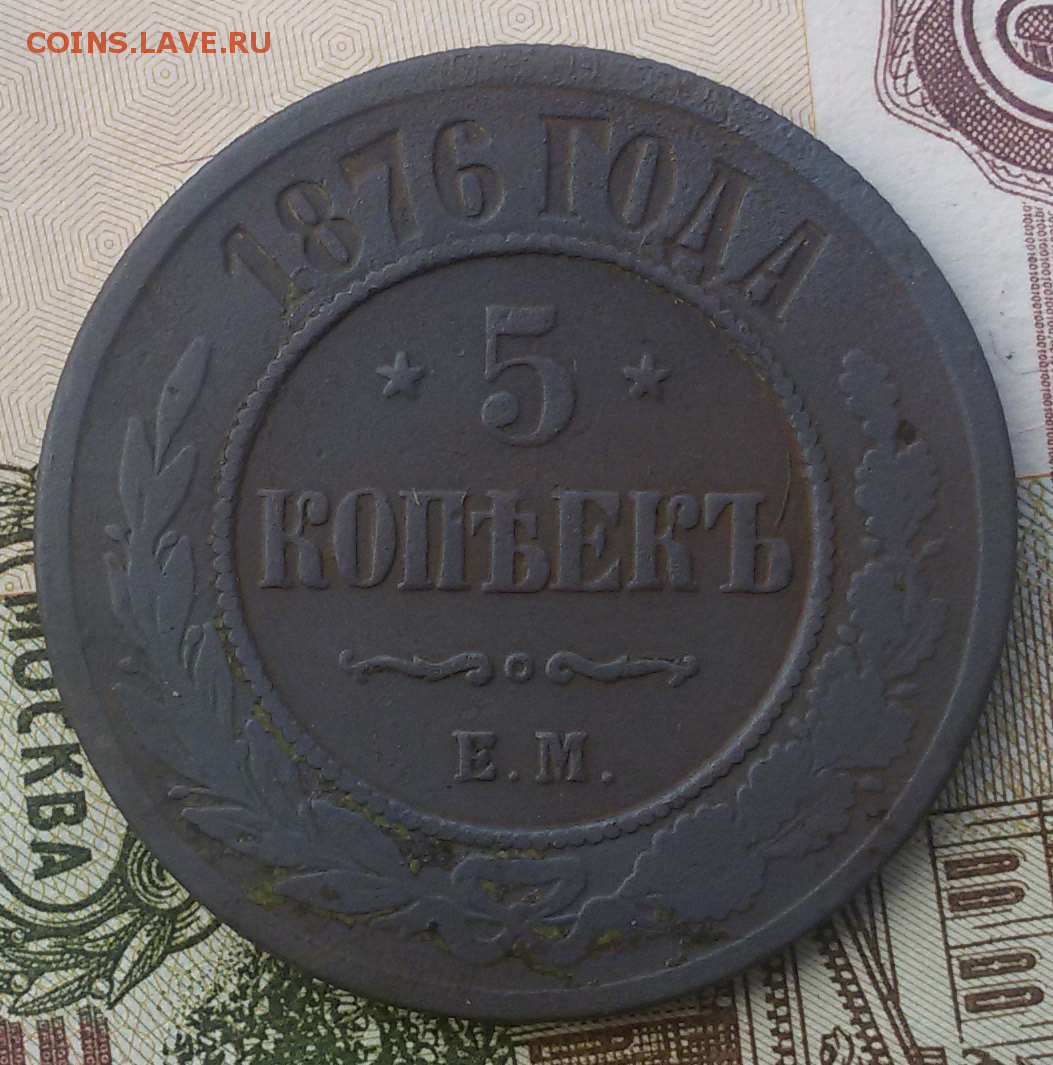 COINS.LAVE.RU
1876 ГОДА
5
КОПѢЕКЪ
Е.М.
МОСКВА